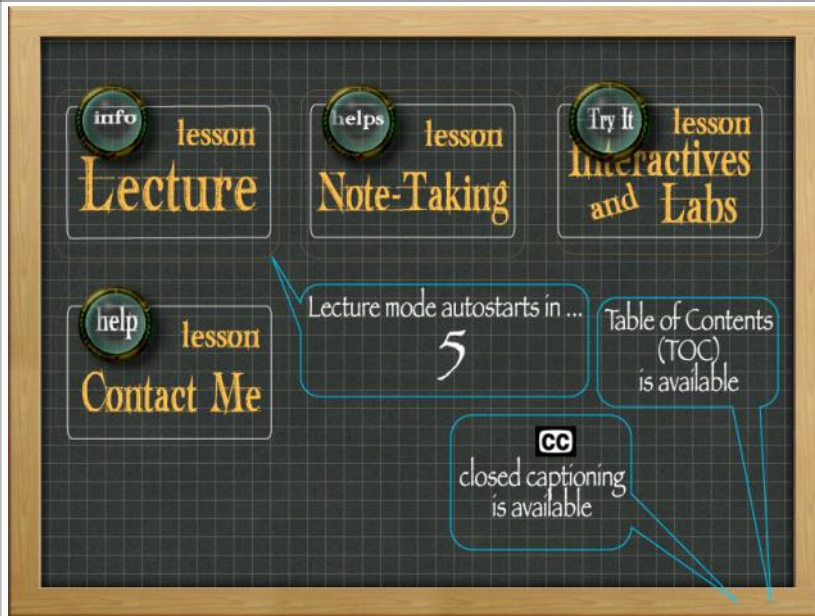 info
lesson
Lecture
helps
lesson
Note-Taking
Try It
lesson
Interactives
and Labs
Lecture mode autostarts in ...
5
Table of Contents
(TOC)
is available
help
lesson
Contact Me
CC
closed captioning
is available